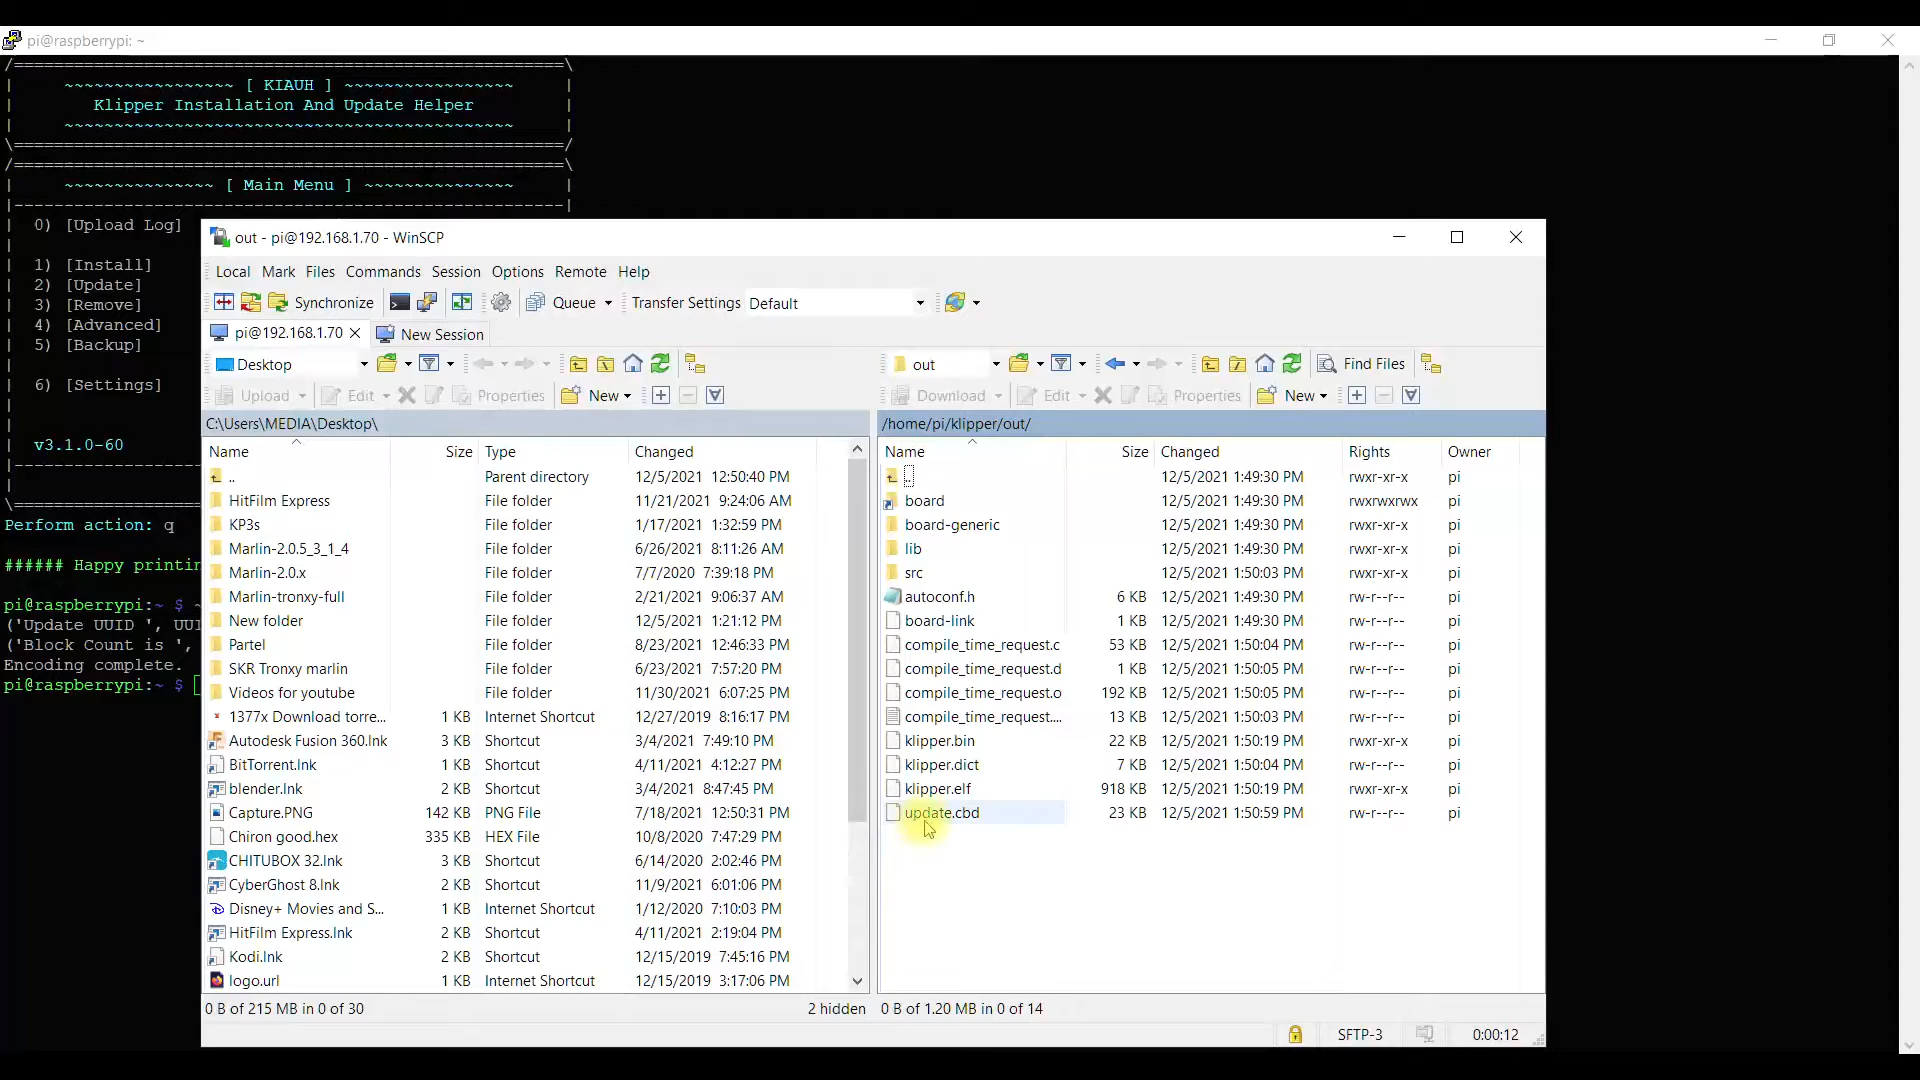 pi@raspberrypi: ~
/=======================================================\
| ~~~~~~~~~~~~~~~~~ [ KIAUH ] ~~~~~~~~~~~~~~~~~ |
| Klipper Installation And Update Helper |
| ~~~~~~~~~~~~~~~~~~~~~~~~~~~~~~~~~~~~~~~~~~~~~ |
\=======================================================/
/=======================================================\
| ~~~~~~~~~~~~~~~ [ Main Menu ] ~~~~~~~~~~~~~~~ |
|-------------------------------------------------------|
| 0) [Upload Log]
|
| 1) [Install]
| 2) [Update]
| 3) [Remove]
| 4) [Advanced]
| 5) [Backup]
|
| 6) [Settings]
|
|
| v3.1.0-60
|-------------------
|
\===================
Perform action: q
###### Happy printin
pi@raspberrypi:~ $ ~
('Update UUID ', UUI
('Block Count is ',
Encoding complete.
pi@raspberrypi:~ $
out - pi@192.168.1.70 - WinSCP
Local Mark Files Commands Session Options Remote Help
Synchronize Queue Transfer Settings Default
pi@192.168.1.70 New Session
Desktop
Upload Edit Properties New
C:\Users\MEDIA\Desktop\
Name Size Type Changed
.. Parent directory 12/5/2021 12:50:40 PM
HitFilm Express File folder 11/21/2021 9:24:06 AM
KP3s File folder 1/17/2021 1:32:59 PM
Marlin-2.0.5_3_1_4 File folder 6/26/2021 8:11:26 AM
Marlin-2.0.x File folder 7/7/2020 7:39:18 PM
Marlin-tronxy-full File folder 2/21/2021 9:06:37 AM
New folder File folder 12/5/2021 1:21:12 PM
Partel File folder 8/23/2021 12:46:33 PM
SKR Tronxy marlin File folder 6/23/2021 7:57:20 PM
Videos for youtube File folder 11/30/2021 6:07:25 PM
1377x Download torre... 1 KB Internet Shortcut 12/27/2019 8:16:17 PM
Autodesk Fusion 360.lnk 3 KB Shortcut 3/4/2021 7:49:10 PM
BitTorrent.lnk 1 KB Shortcut 4/11/2021 4:12:27 PM
blender.lnk 2 KB Shortcut 3/4/2021 8:47:45 PM
Capture.PNG 142 KB PNG File 7/18/2021 12:50:31 PM
Chiron good.hex 335 KB HEX File 10/8/2020 7:47:29 PM
CHITUBOX 32.lnk 3 KB Shortcut 6/14/2020 2:02:46 PM
CyberGhost 8.lnk 2 KB Shortcut 11/9/2021 6:01:06 PM
Disney+ Movies and S... 1 KB Internet Shortcut 1/12/2020 7:10:03 PM
HitFilm Express.lnk 2 KB Shortcut 4/11/2021 2:19:04 PM
Kodi.lnk 2 KB Shortcut 12/15/2019 7:45:16 PM
logo.url 1 KB Internet Shortcut 12/15/2019 3:17:06 PM
0 B of 215 MB in 0 of 30 2 hidden
out Find Files
Download Edit Properties New
/home/pi/klipper/out/
Name Size Changed Rights Owner
.. 12/5/2021 1:49:30 PM rwxr-xr-x pi
board 12/5/2021 1:49:30 PM rwxrwxrwx pi
board-generic 12/5/2021 1:49:30 PM rwxr-xr-x pi
lib 12/5/2021 1:49:30 PM rwxr-xr-x pi
src 12/5/2021 1:50:03 PM rwxr-xr-x pi
autoconf.h 6 KB 12/5/2021 1:49:30 PM rw-r--r-- pi
board-link 1 KB 12/5/2021 1:49:30 PM rw-r--r-- pi
compile_time_request.c 53 KB 12/5/2021 1:50:04 PM rw-r--r-- pi
compile_time_request.d 1 KB 12/5/2021 1:50:05 PM rw-r--r-- pi
compile_time_request.o 192 KB 12/5/2021 1:50:05 PM rw-r--r-- pi
compile_time_request.... 13 KB 12/5/2021 1:50:03 PM rw-r--r-- pi
klipper.bin 22 KB 12/5/2021 1:50:19 PM rwxr-xr-x pi
klipper.dict 7 KB 12/5/2021 1:50:04 PM rw-r--r-- pi
klipper.elf 918 KB 12/5/2021 1:50:19 PM rwxr-xr-x pi
update.cbd 23 KB 12/5/2021 1:50:59 PM rw-r--r-- pi
0 B of 1.20 MB in 0 of 14
SFTP-3 0:00:12